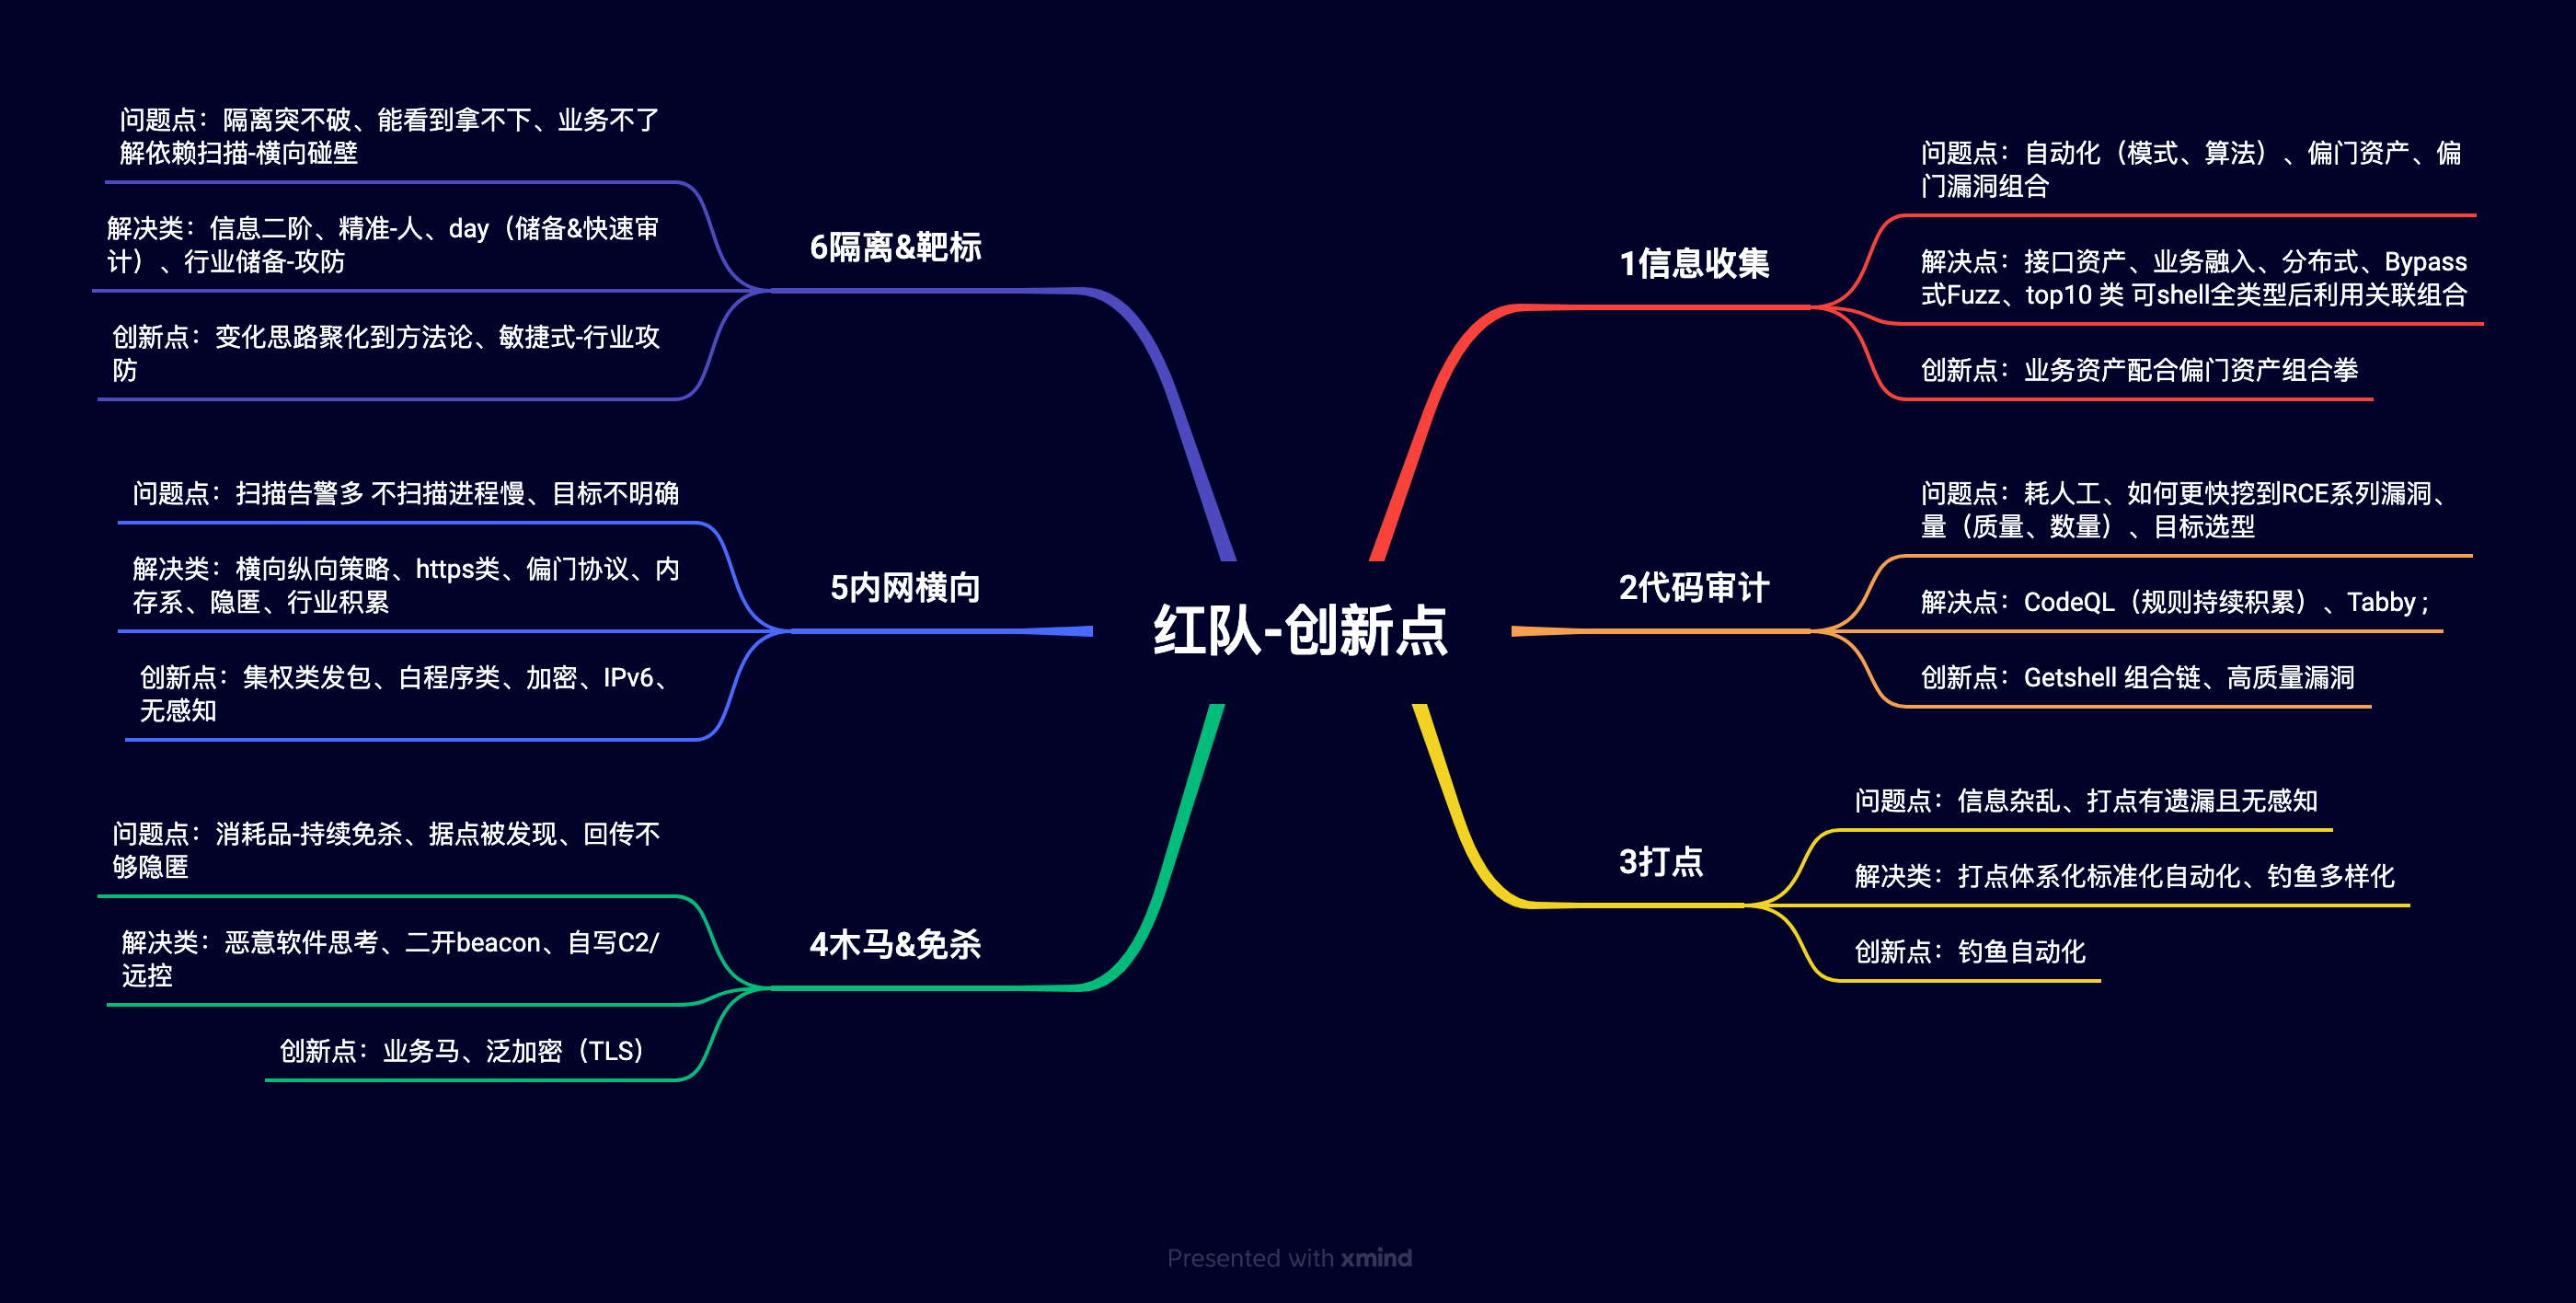 红队-创新点
1信息收集
问题点：自动化（模式、算法）、偏门资产、偏
门漏洞组合
解决点：接口资产、业务融入、分布式、Bypass
式Fuzz、top10 类 可shell全类型后利用关联组合
创新点：业务资产配合偏门资产组合拳
2代码审计
问题点：耗人工、如何更快挖到RCE系列漏洞、
量（质量、数量）、目标选型
解决点：CodeQL（规则持续积累）、Tabby；
创新点：Getshell 组合链、高质量漏洞
3打点
问题点：信息杂乱、打点有遗漏且无感知
解决类：打点体系化标准化自动化、钓鱼多样化
创新点：钓鱼自动化
4木马&免杀
问题点：消耗品-持续免杀、据点被发现、回传不
够隐匿
解决类：恶意软件思考、二开beacon、自写C2/
远控
创新点：业务马、泛加密（TLS）
5内网横向
问题点：扫描告警多 不扫描进程慢、目标不明确
解决类：横向纵向策略、https类、偏门协议、内
存系、隐匿、行业积累
创新点：集权类发包、白程序类、加密、IPv6、
无感知
6隔离&靶标
问题点：隔离突不破、能看到拿不下、业务不了
解依赖扫描-横向碰壁
解决类：信息二阶、精准-人、day（储备&快速审
计）、行业储备-攻防
创新点：变化思路聚化到方法论、敏捷式-行业攻
防
Presented with xmind